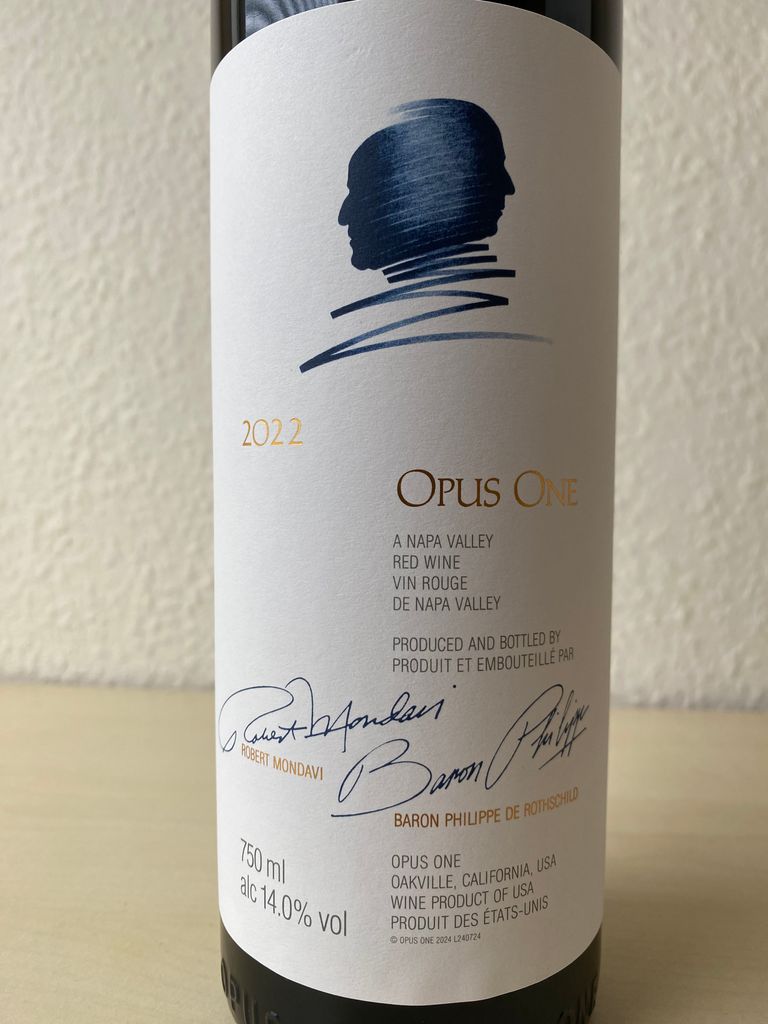 2022
OPUS ONE
A NAPA VALLEY
RED WINE
VIN ROUGE
DE NAPA VALLEY
PRODUCED AND BOTTLED BY
PRODUIT ET EMBOUTEILLÉ PAR
Robert Mondavi
ROBERT MONDAVI
Baron Philippe
BARON PHILIPPE DE ROTHSCHILD
750 ml
alc 14.0% vol
OPUS ONE
OAKVILLE, CALIFORNIA, USA
WINE PRODUCT OF USA
PRODUIT DES ÉTATS-UNIS
© OPUS ONE 2024 L240724
OPUS ONE